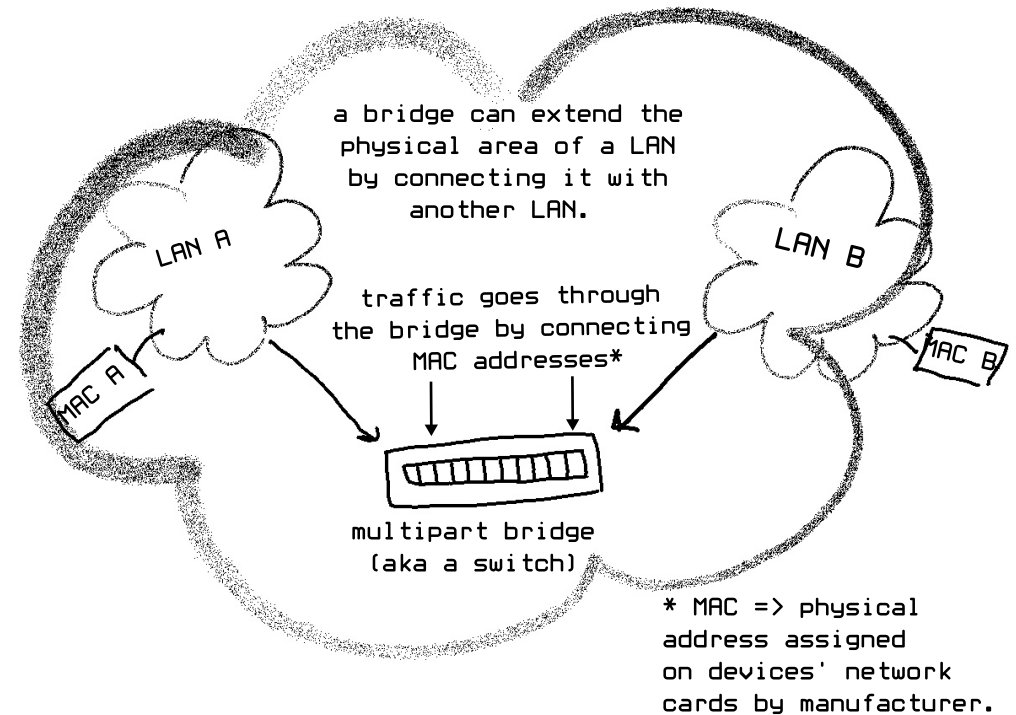 a bridge can extend the
physical area of a LAN
by connecting it with
another LAN.
LAN A
LAN B
traffic goes through
the bridge by connecting
MAC addresses*
MAC A
MAC B
multipart bridge
(aka a switch)
* MAC => physical
address assigned
on devices' network
cards by manufacturer.